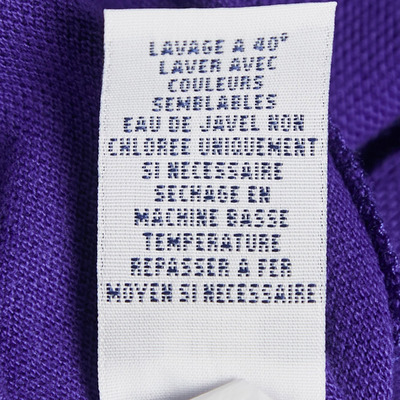 LAVAGE A 40°
LAVER AVEC
COULEURS
SEMBLABLES
EAU DE JAVEL NON
CHLOREE UNIQUEMENT
SI NECESSAIRE
SECHAGE EN
MACHINE BASSE
TEMPERATURE
REPASSER A FER
MOYEN SI NECESSAIRE